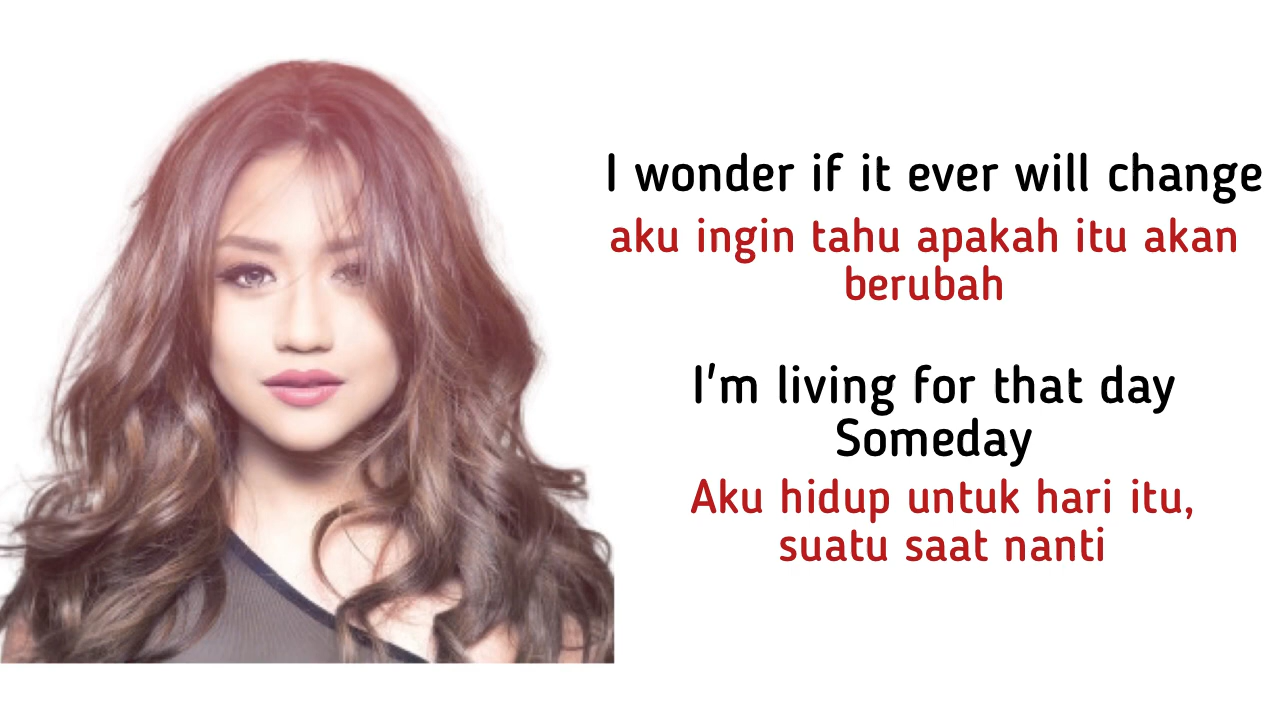 I wonder if it ever will change
aku ingin tahu apakah itu akan
berubah
I'm living for that day
Someday
Aku hidup untuk hari itu,
suatu saat nanti